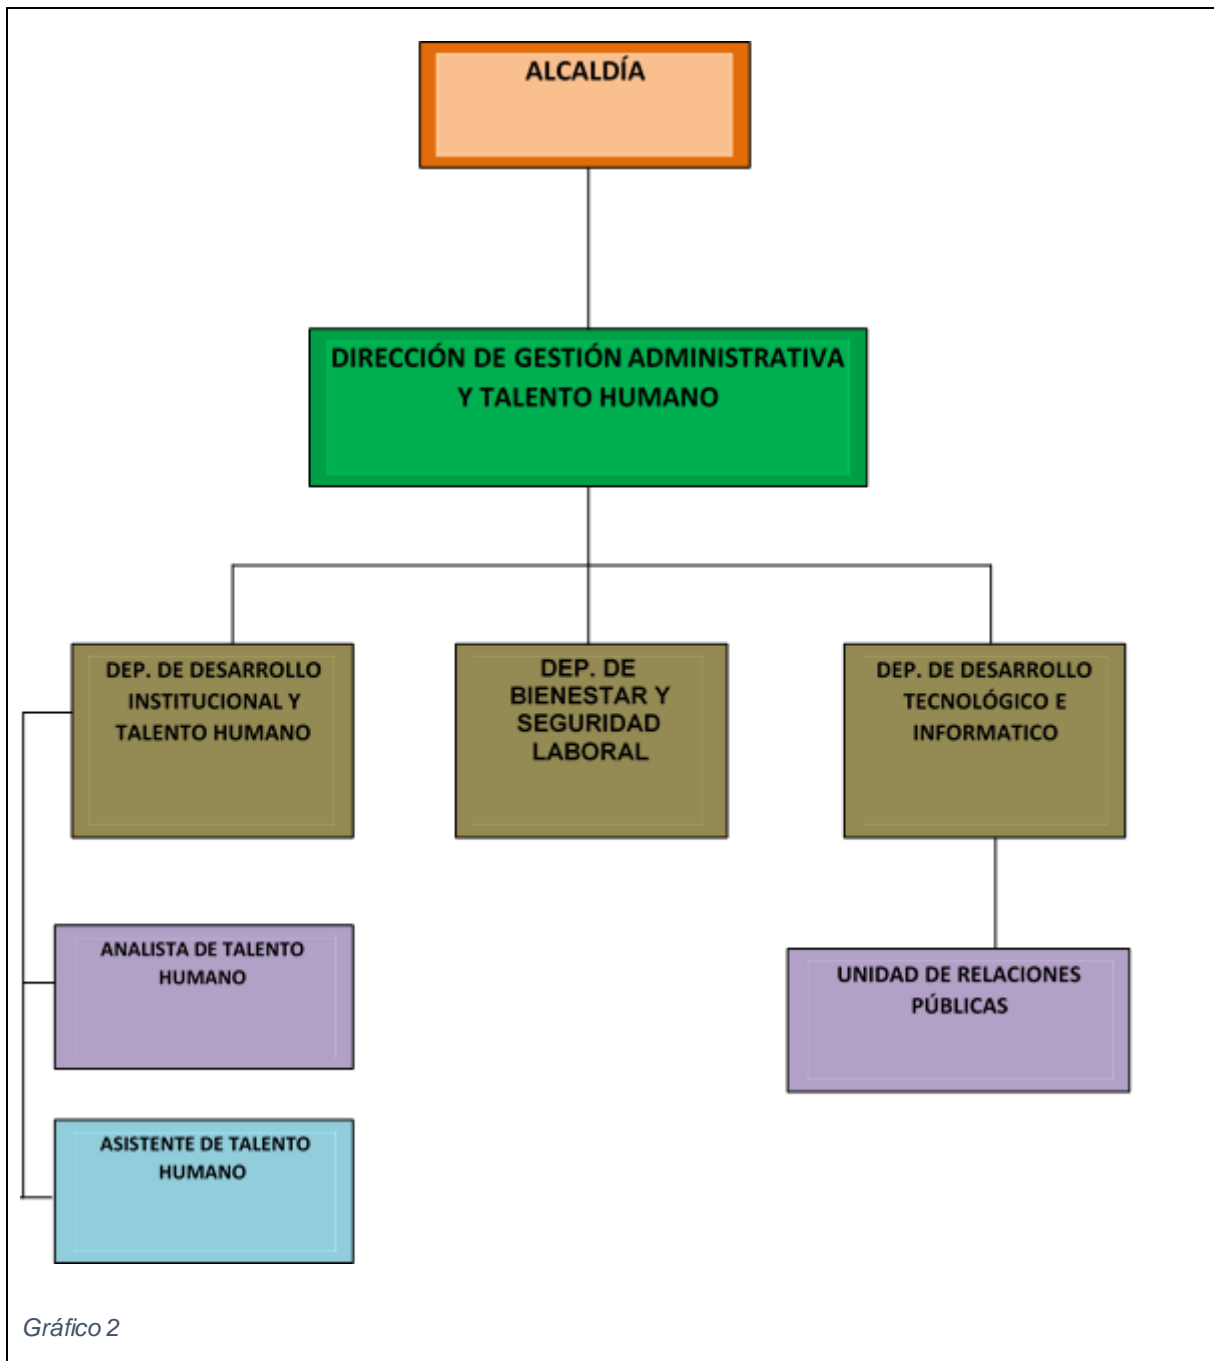 ALCALDÍA
DIRECCIÓN DE GESTIÓN ADMINISTRATIVA
Y TALENTO HUMANO
DEP. DE DESARROLLO
INSTITUCIONAL Y
TALENTO HUMANO
DEP. DE
BIENESTAR Y
SEGURIDAD
LABORAL
DEP. DE DESARROLLO
TECNOLÓGICO E
INFORMATICO
ANALISTA DE TALENTO
HUMANO
UNIDAD DE RELACIONES
PÚBLICAS
ASISTENTE DE TALENTO
HUMANO
Gráfico 2